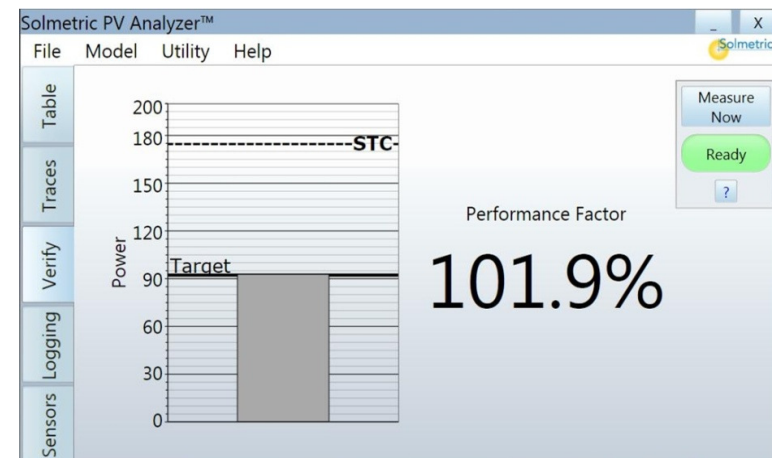 Solmetric PV Analyzer™
_ X
File Model Utility Help
Solmetric
Table
Traces
Verify
Logging
Sensors
Power
200
180
150
120
90
60
30
0
STC
Target
Performance Factor
101.9%
Measure
Now
Ready
?